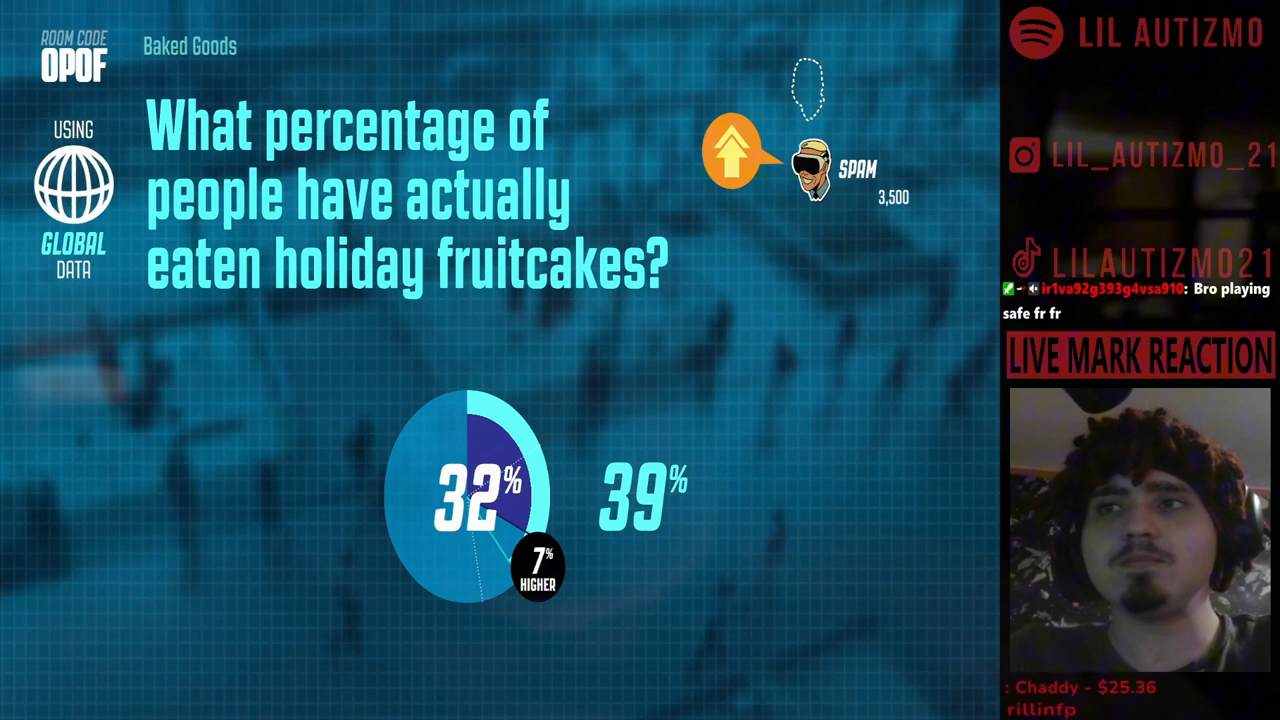 ROOM CODE
OPOF
Baked Goods
USING
GLOBAL
DATA
What percentage of
people have actually
eaten holiday fruitcakes?
SPAM
3,500
32%
39%
7%
HIGHER
LIL AUTIZMO
LIL_AUTIZMO_21
LILAUTIZMO21
ir1va92g393g4vsa910: Bro playing
safe fr fr
LIVE MARK REACTION
: Chaddy - $25.36
rillinfp